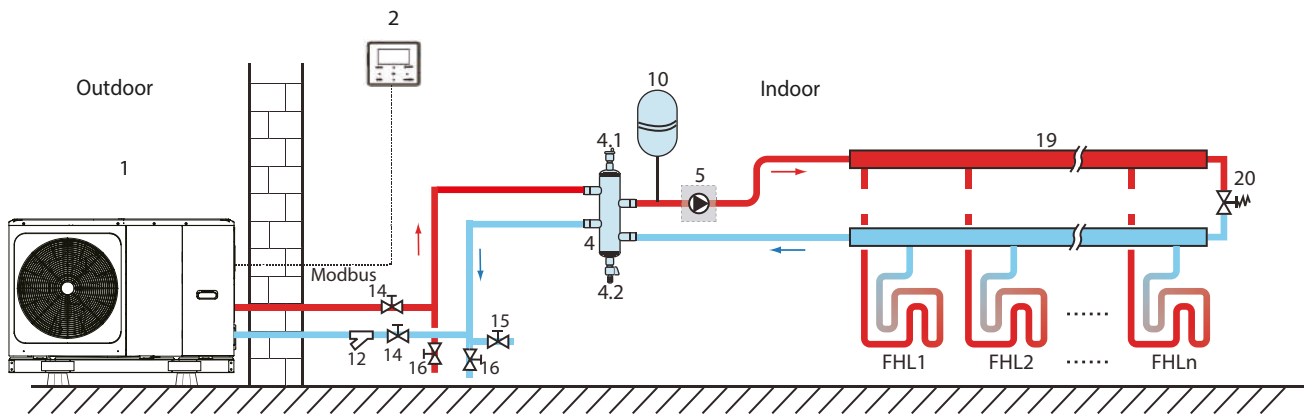 2
Outdoor
10
Indoor
1
4.1
19
5
20
4
Modbus
14
4.2
15
12
14
16
16
FHL1
FHL2
......
FHLn
......